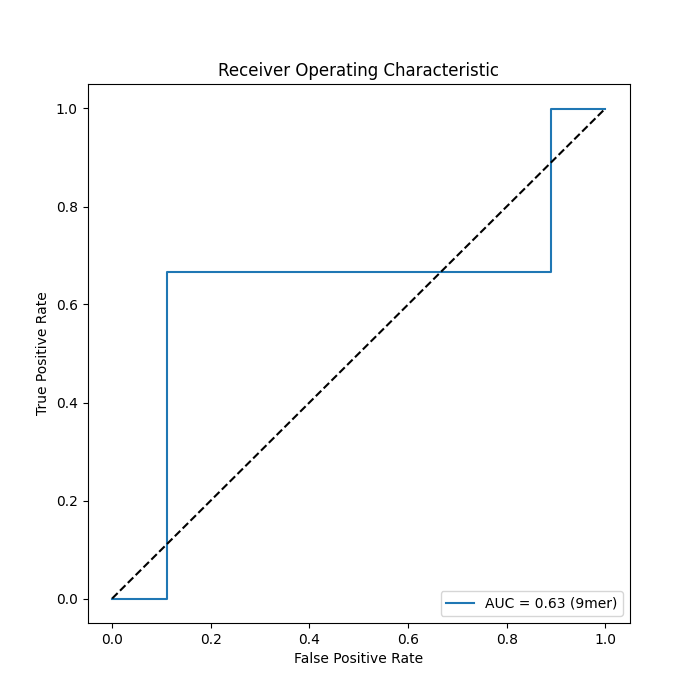 Receiver Operating Characteristic
True Positive Rate
1.0
0.8
0.6
0.4
0.2
0.0
AUC = 0.63 (9mer)
0.0 0.2 0.4 0.6 0.8 1.0
False Positive Rate